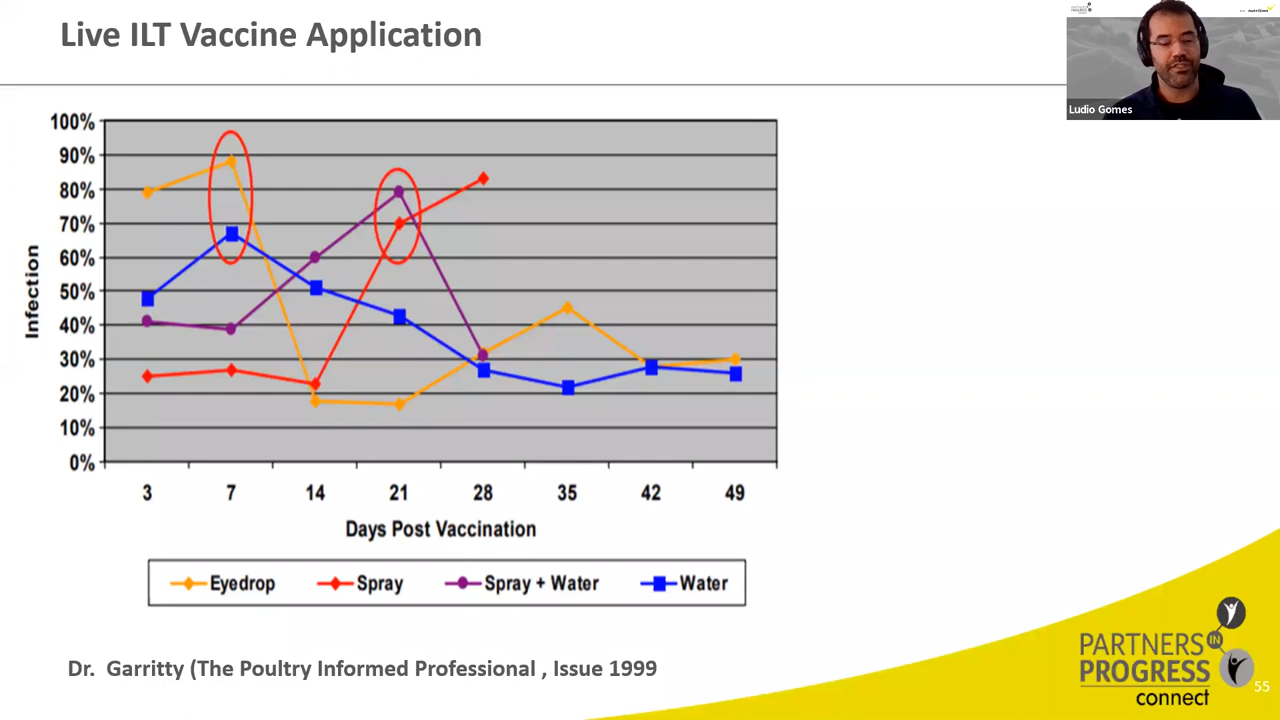 Live ILT Vaccine Application
Ludio Gomes
100%
90%
80%
70%
60%
50%
40%
30%
20%
10%
0%
Infection
3 7 14 21 28 35 42 49
Days Post Vaccination
Eyedrop Spray Spray + Water Water
Dr. Garritty (The Poultry Informed Professional , Issue 1999
PARTNERS IN
PROGRESS
connect
55